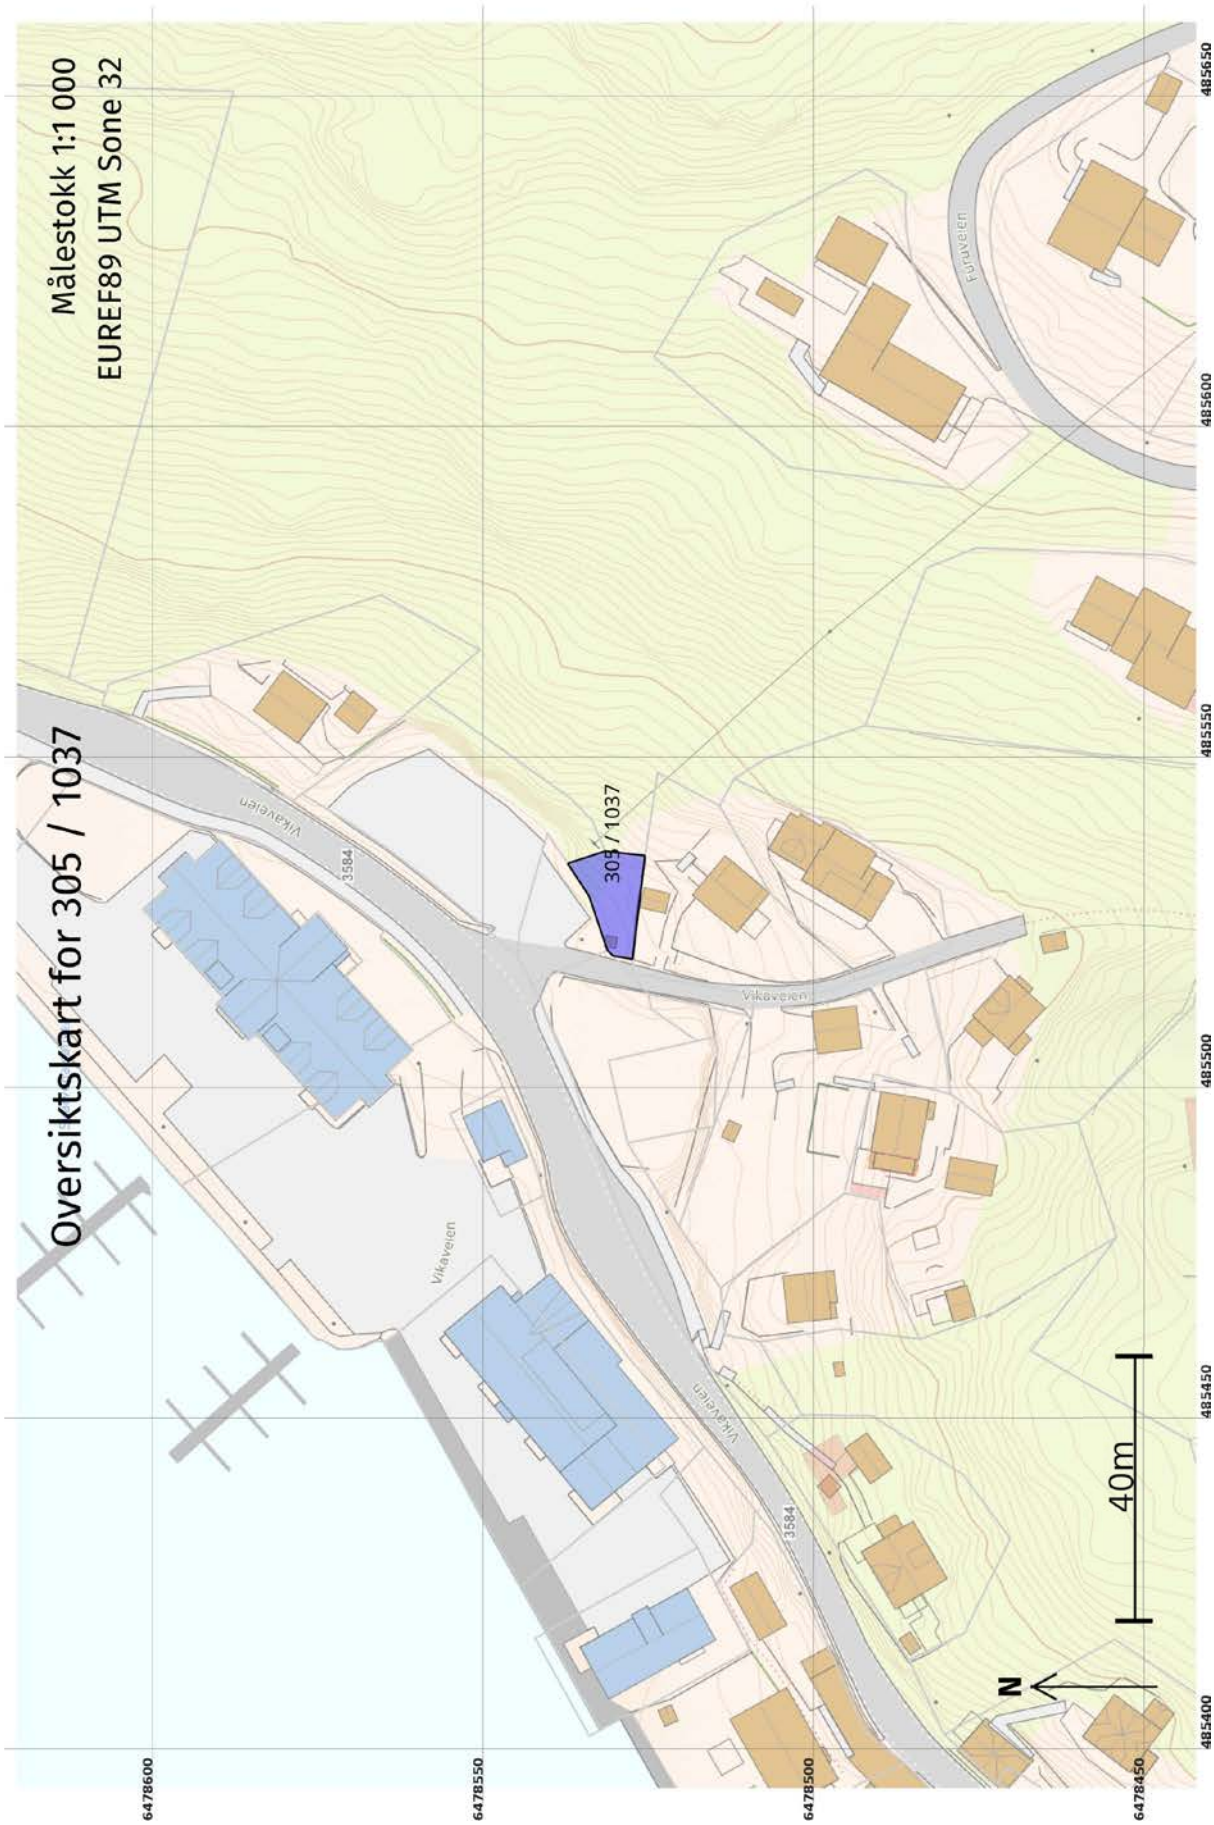 Oversiktskart for 305 / 1037
Målestokk 1:1 000
EUREF89 UTM Sone 32
Vikaveien
3584
Furuveien
305 / 1037
Vikaveien
Vikaveien
Vikaveien
3584
40m
N
6478600
6478550
6478500
6478450
485400
485450
485500
485550
485600
485650